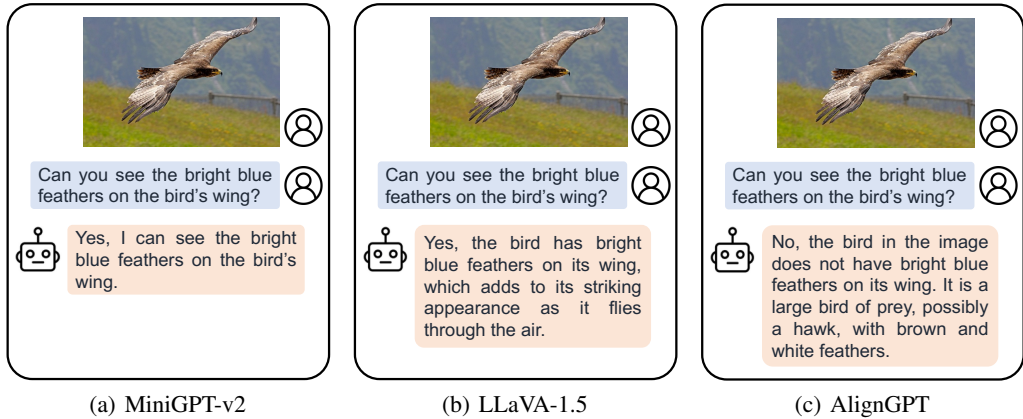 Can you see the bright blue
feathers on the bird's wing?
Yes, I can see the bright
blue feathers on the bird's
wing.
(a) MiniGPT-v2
Can you see the bright blue
feathers on the bird's wing?
Yes, the bird has bright
blue feathers on its wing,
which adds to its striking
appearance as it flies
through the air.
(b) LLaVA-1.5
Can you see the bright blue
feathers on the bird's wing?
No, the bird in the image
does not have bright blue
feathers on its wing. It is a
large bird of prey, possibly
a hawk, with brown and
white feathers.
(c) AlignGPT